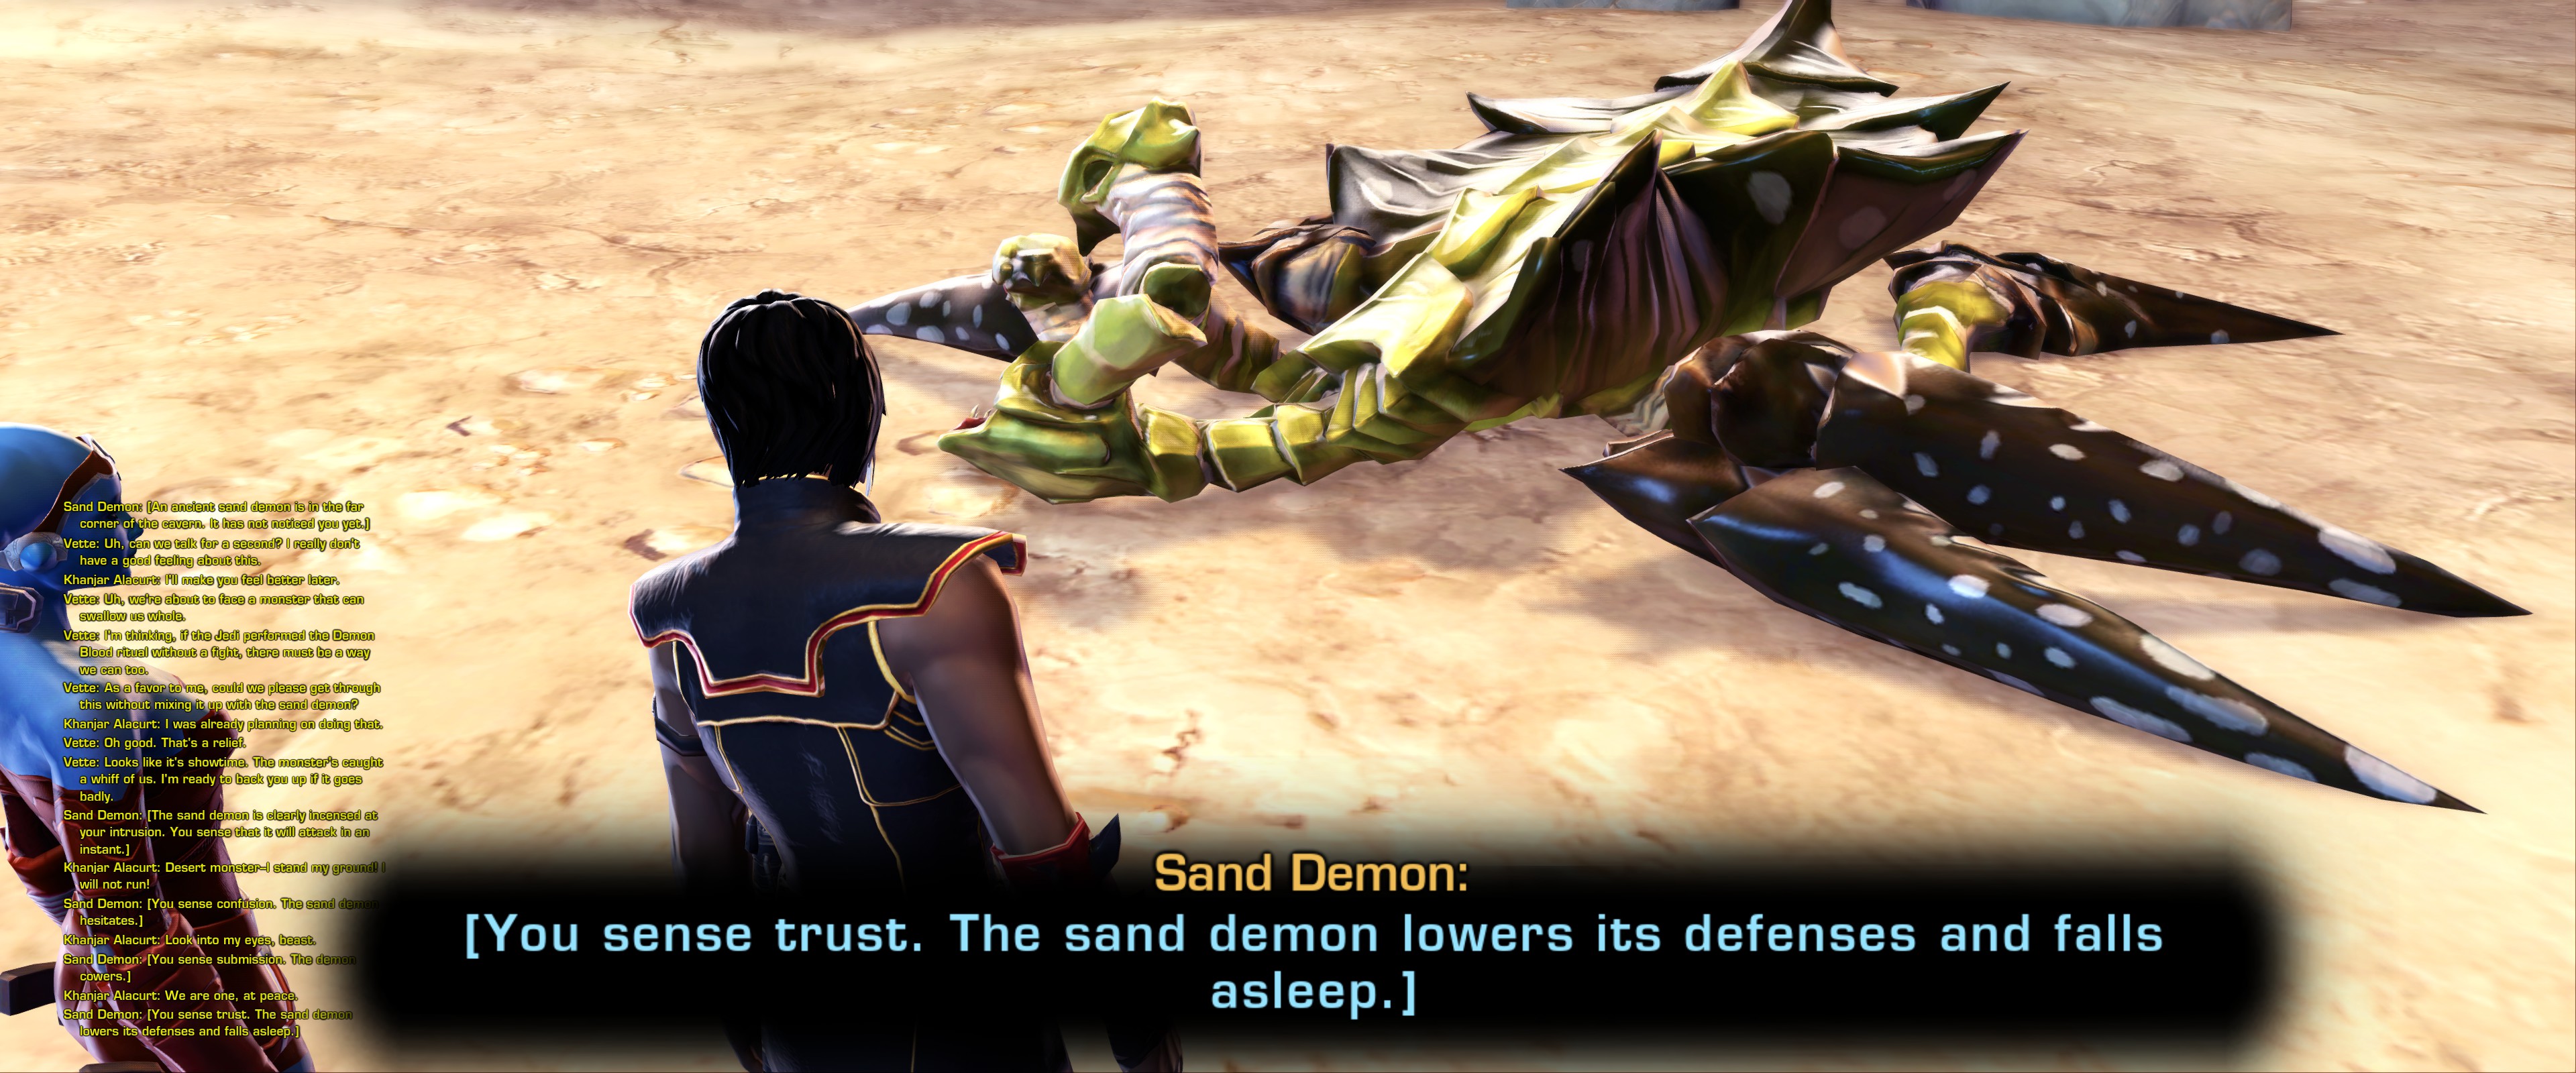 Sand Demon: [An ancient sand demon is in the far
corner of the cavern. It has not noticed you yet.]
Vette: Uh, can we talk for a second? I really don't
have a good feeling about this.
Khanjar Alacurt: I'll make you feel better later.
Vette: Uh, we're about to face a monster that can
swallow us whole.
Vette: I'm thinking, if the Jedi performed the Demon
Blood ritual without a fight, there must be a way
we can too.
Vette: As a favor to me, could we please get through
this without mixing it up with the sand demon?
Khanjar Alacurt: I was already planning on doing that.
Vette: Oh good. That's a relief.
Vette: Looks like it's showtime. The monster's caught
a whiff of us. I'm ready to back you up if it goes
badly.
Sand Demon: [The sand demon is clearly incensed at
your intrusion. You sense that it will attack in an
instant.]
Khanjar Alacurt: Desert monster–I stand my ground! I
will not run!
Sand Demon: [You sense confusion. The sand demon
hesitates.]
Khanjar Alacurt: Look into my eyes, beast.
Sand Demon: [You sense submission. The demon
cowers.]
Khanjar Alacurt: We are one, at peace.
Sand Demon: [You sense trust. The sand demon
lowers its defenses and falls asleep.]
Sand Demon:
[You sense trust. The sand demon lowers its defenses and falls
asleep.]